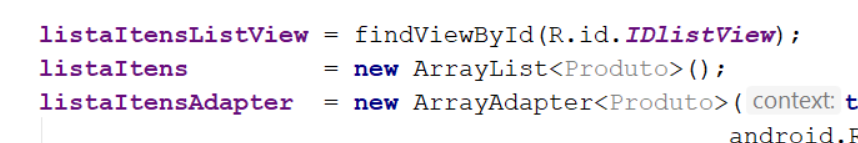 listaItensListView = findViewById(R.id.IDlistView);
listaItens = new ArrayList<Produto>();
listaItensAdapter = new ArrayAdapter<Produto>( context: t
android.R